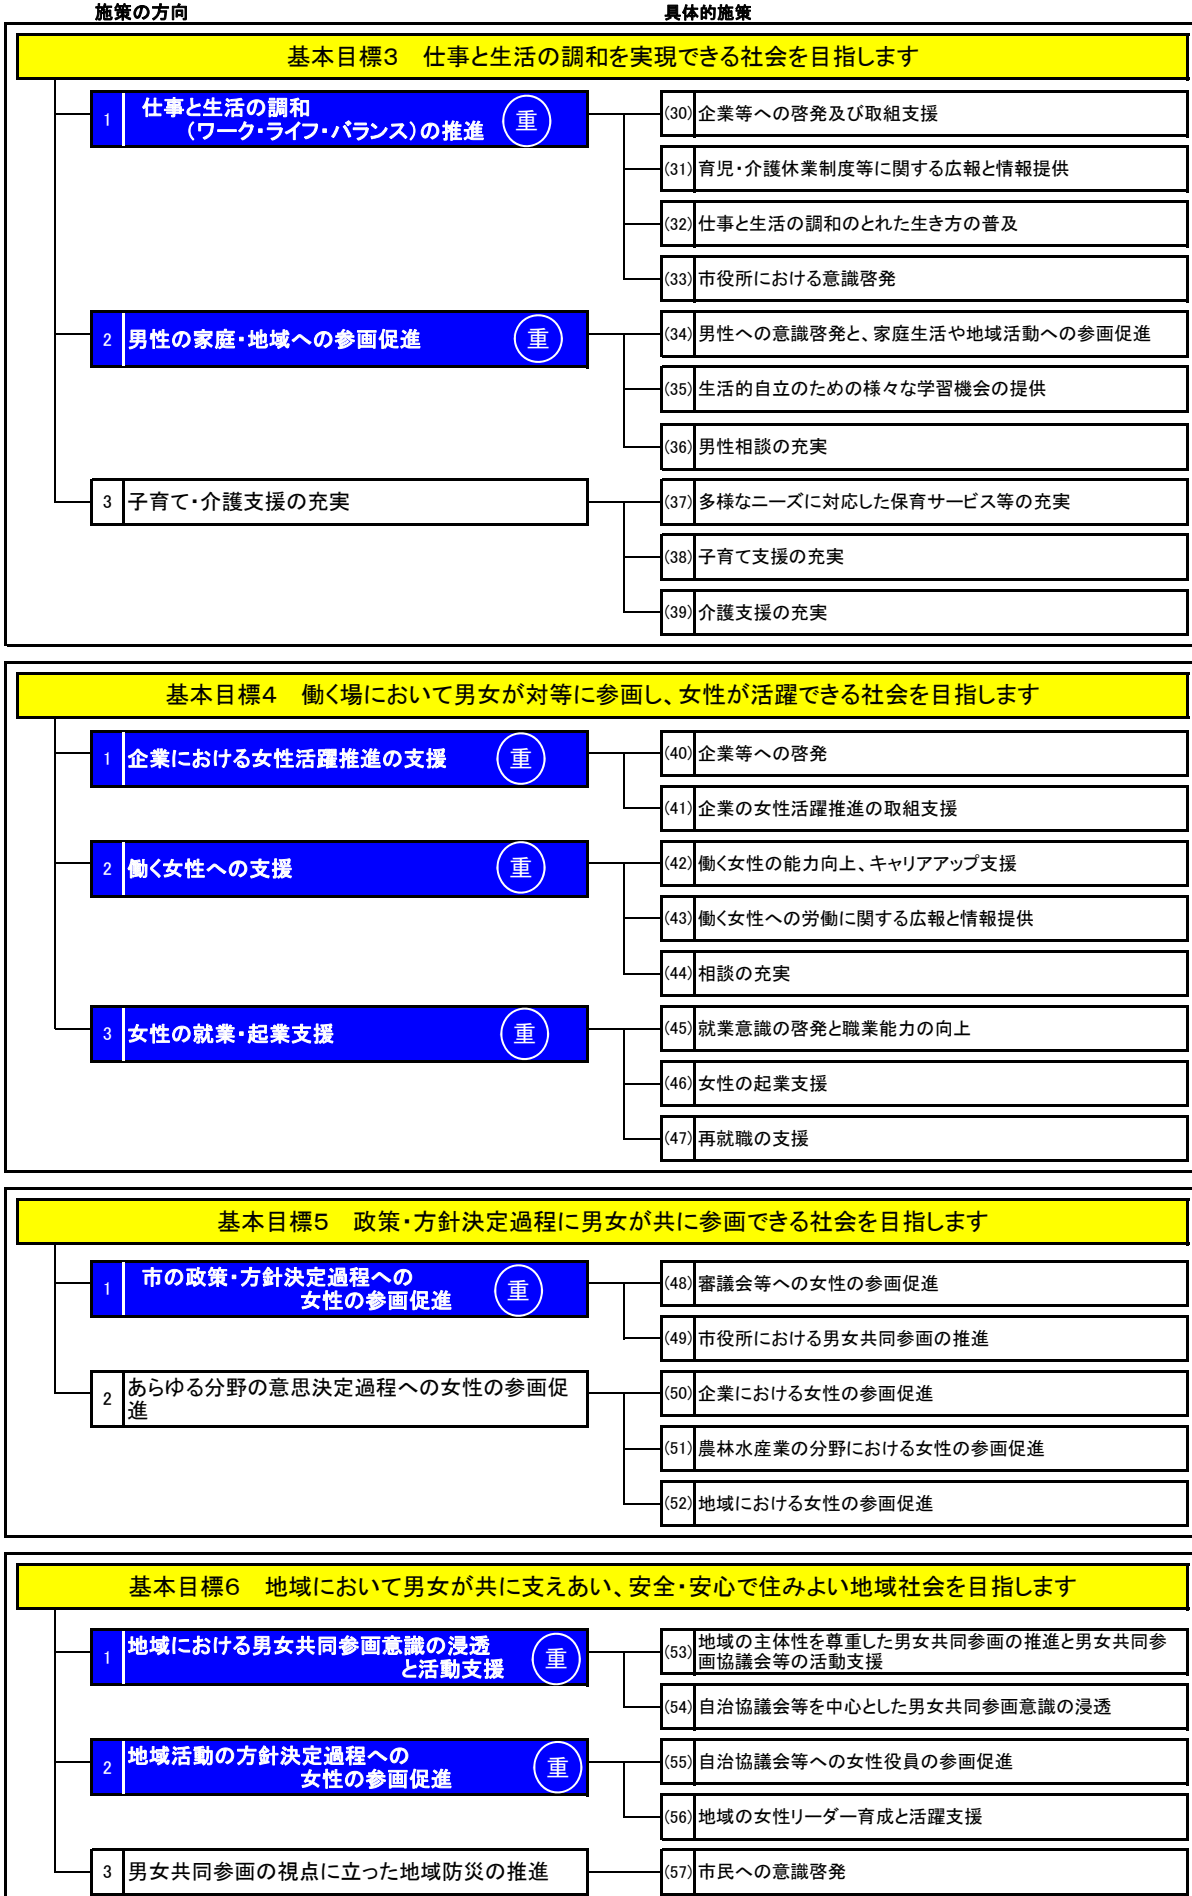 施策の方向
具体的施策
基本目標3　仕事と生活の調和を実現できる社会を目指します
1
仕事と生活の調和
（ワーク・ライフ・バランス）の推進
重
(30) 企業等への啓発及び取組支援
(31) 育児・介護休業制度等に関する広報と情報提供
(32) 仕事と生活の調和のとれた生き方の普及
(33) 市役所における意識啓発
2 男性の家庭・地域への参画促進 重
(34) 男性への意識啓発と、家庭生活や地域活動への参画促進
(35) 生活的自立のための様々な学習機会の提供
(36) 男性相談の充実
3 子育て・介護支援の充実
(37) 多様なニーズに対応した保育サービス等の充実
(38) 子育て支援の充実
(39) 介護支援の充実
基本目標4　働く場において男女が対等に参画し、女性が活躍できる社会を目指します
1 企業における女性活躍推進の支援 重
(40) 企業等への啓発
(41) 企業の女性活躍推進の取組支援
2 働く女性への支援 重
(42) 働く女性の能力向上、キャリアアップ支援
(43) 働く女性への労働に関する広報と情報提供
(44) 相談の充実
3 女性の就業・起業支援 重
(45) 就業意識の啓発と職業能力の向上
(46) 女性の起業支援
(47) 再就職の支援
基本目標5　政策・方針決定過程に男女が共に参画できる社会を目指します
1
市の政策・方針決定過程への
女性の参画促進
重
(48) 審議会等への女性の参画促進
(49) 市役所における男女共同参画の推進
2
あらゆる分野の意思決定過程への女性の参画促
進
(50) 企業における女性の参画促進
(51) 農林水産業の分野における女性の参画促進
(52) 地域における女性の参画促進
基本目標6　地域において男女が共に支えあい、安全・安心で住みよい地域社会を目指します
1
地域における男女共同参画意識の浸透
と活動支援
重
(53)
地域の主体性を尊重した男女共同参画の推進と男女共同参
画協議会等の活動支援
(54) 自治協議会等を中心とした男女共同参画意識の浸透
2
地域活動の方針決定過程への
女性の参画促進
重
(55) 自治協議会等への女性役員の参画促進
(56) 地域の女性リーダー育成と活躍支援
3 男女共同参画の視点に立った地域防災の推進
(57) 市民への意識啓発